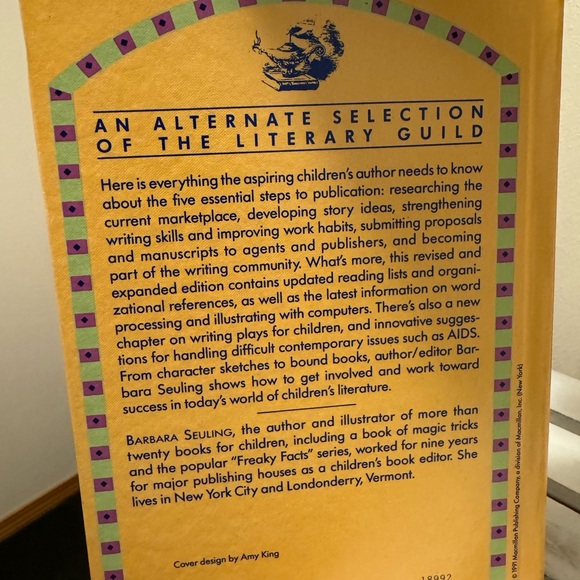 AN ALTERNATE SELECTION
OF THE LITERARY GUILD
Here is everything the aspiring children's author needs to know
about the five essential steps to publication: researching the
current marketplace, developing story ideas, strengthening
writing skills and improving work habits, submitting proposals
and manuscripts to agents and publishers, and becoming
part of the writing community. What's more, this revised and
expanded edition contains updated reading lists and organi-
zational references, as well as the latest information on word
processing and illustrating with computers. There's also a new
chapter on writing plays for children, and innovative sugges-
tions for handling difficult contemporary issues such as AIDS.
From character sketches to bound books, author/editor Bar-
bara Seuling shows how to get involved and work toward
success in today's world of children's literature.
BARBARA SEULING, the author and illustrator of more than
twenty books for children, including a book of magic tricks
and the popular "Freaky Facts" series, worked for nine years
for major publishing houses as a children's book editor. She
lives in New York City and Londonderry, Vermont.
Cover design by Amy King
18992
© 1991 Macmillan Publishing Company, a division of Macmillan, Inc. (New York)